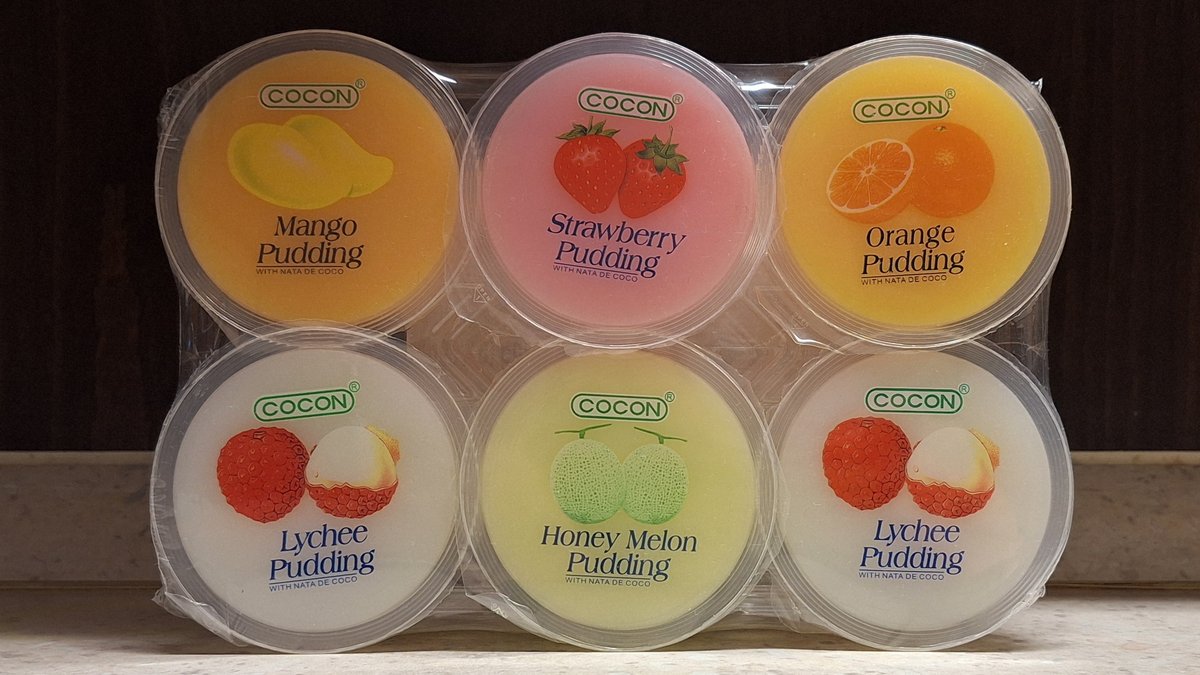 COCON®
Mango
Pudding
WITH NATA DE COCO
COCON®
Strawberry
Pudding
WITH NATA DE COCO
COCON®
Orange
Pudding
WITH NATA DE COCO
COCON®
Lychee
Pudding
WITH NATA DE COCO
COCON®
Honey Melon
Pudding
WITH NATA DE COCO
COCON®
Lychee
Pudding
WITH NATA DE COCO